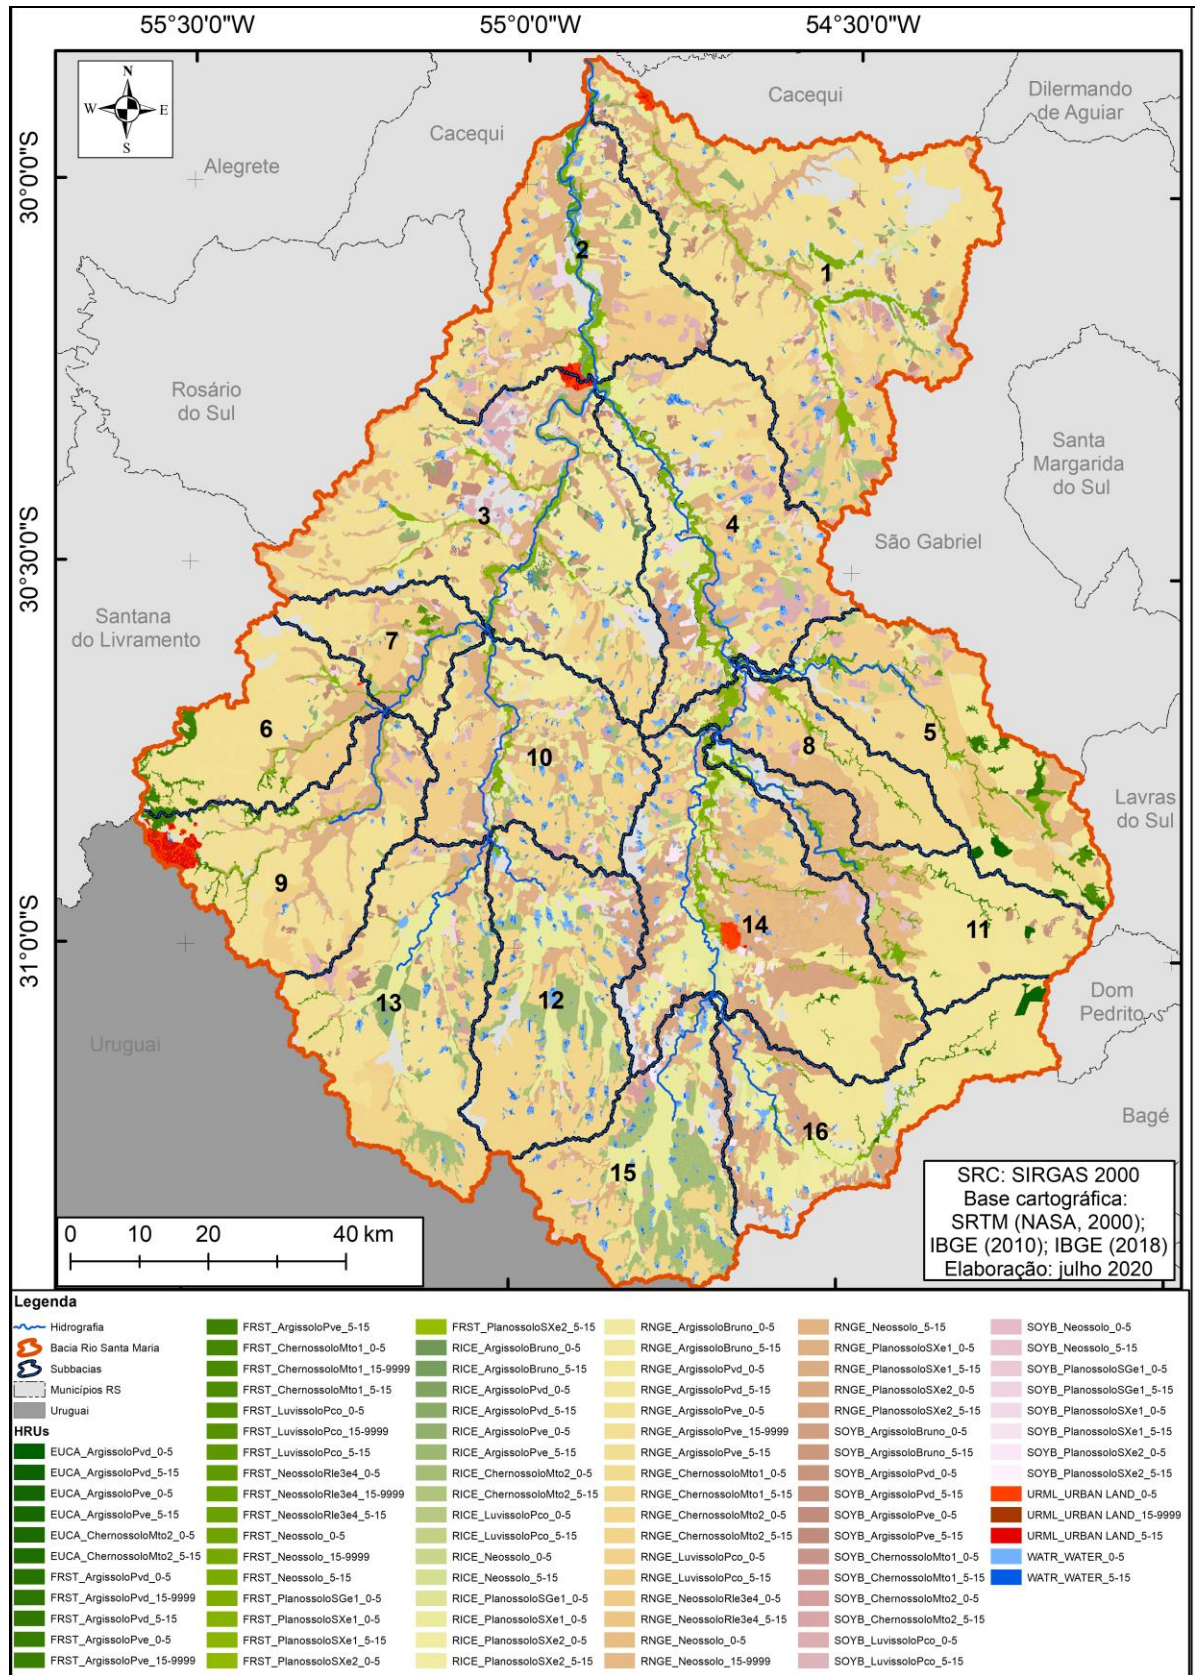 55°30'0"W 55°0'0"W 54°30'0"W
N
W E
S
Cacequi
Dilermando
de Aguiar
Cacequi
Alegrete
30°0'0"S
2
1
Rosário
do Sul
Santa
Margarida
do Sul
3
4
São Gabriel
30°30'0"S
Santana
do Livramento
7
6
5
8
10
Lavras
do Sul
9
14
11
31°0'0"S
13
12
Dom
Pedrito
Uruguai
Bagé
16
15
SRC: SIRGAS 2000
Base cartográfica:
SRTM (NASA, 2000);
IBGE (2010); IBGE (2018)
Elaboração: julho 2020
0 10 20 40 km
Legenda
Hidrografia
Bacia Rio Santa Maria
Subbacias
Municípios RS
Uruguai
HRUs
EUCA_ArgissoloPvd_0-5
EUCA_ArgissoloPvd_5-15
EUCA_ArgissoloPve_0-5
EUCA_ArgissoloPve_5-15
EUCA_ChernossoloMto2_0-5
EUCA_ChernossoloMto2_5-15
FRST_ArgissoloPvd_0-5
FRST_ArgissoloPvd_15-9999
FRST_ArgissoloPvd_5-15
FRST_ArgissoloPve_0-5
FRST_ArgissoloPve_15-9999
FRST_ArgissoloPve_5-15
FRST_ChernossoloMto1_0-5
FRST_ChernossoloMto1_15-9999
FRST_ChernossoloMto1_5-15
FRST_LuvissoloPco_0-5
FRST_LuvissoloPco_15-9999
FRST_LuvissoloPco_5-15
FRST_NeossoloRle3e4_0-5
FRST_NeossoloRle3e4_15-9999
FRST_NeossoloRle3e4_5-15
FRST_Neossolo_0-5
FRST_Neossolo_15-9999
FRST_Neossolo_5-15
FRST_PlanossoloSGe1_0-5
FRST_PlanossoloSXe1_0-5
FRST_PlanossoloSXe1_5-15
FRST_PlanossoloSXe2_0-5
FRST_PlanossoloSXe2_5-15
RICE_ArgissoloBruno_0-5
RICE_ArgissoloBruno_5-15
RICE_ArgissoloPvd_0-5
RICE_ArgissoloPvd_5-15
RICE_ArgissoloPve_0-5
RICE_ArgissoloPve_5-15
RICE_ChernossoloMto2_0-5
RICE_ChernossoloMto2_5-15
RICE_LuvissoloPco_0-5
RICE_LuvissoloPco_5-15
RICE_Neossolo_0-5
RICE_Neossolo_5-15
RICE_PlanossoloSGe1_0-5
RICE_PlanossoloSXe1_0-5
RICE_PlanossoloSXe2_0-5
RICE_PlanossoloSXe2_5-15
RNGE_ArgissoloBruno_0-5
RNGE_ArgissoloBruno_5-15
RNGE_ArgissoloPvd_0-5
RNGE_ArgissoloPvd_5-15
RNGE_ArgissoloPve_0-5
RNGE_ArgissoloPve_15-9999
RNGE_ArgissoloPve_5-15
RNGE_ChernossoloMto1_0-5
RNGE_ChernossoloMto1_5-15
RNGE_ChernossoloMto2_0-5
RNGE_ChernossoloMto2_5-15
RNGE_LuvissoloPco_0-5
RNGE_LuvissoloPco_5-15
RNGE_NeossoloRle3e4_0-5
RNGE_NeossoloRle3e4_5-15
RNGE_Neossolo_0-5
RNGE_Neossolo_15-9999
RNGE_Neossolo_5-15
RNGE_PlanossoloSXe1_0-5
RNGE_PlanossoloSXe1_5-15
RNGE_PlanossoloSXe2_0-5
RNGE_PlanossoloSXe2_5-15
SOYB_ArgissoloBruno_0-5
SOYB_ArgissoloBruno_5-15
SOYB_ArgissoloPvd_0-5
SOYB_ArgissoloPvd_5-15
SOYB_ArgissoloPve_0-5
SOYB_ArgissoloPve_5-15
SOYB_ChernossoloMto1_0-5
SOYB_ChernossoloMto1_5-15
SOYB_ChernossoloMto2_0-5
SOYB_ChernossoloMto2_5-15
SOYB_LuvissoloPco_0-5
SOYB_LuvissoloPco_5-15
SOYB_Neossolo_0-5
SOYB_Neossolo_5-15
SOYB_PlanossoloSGe1_0-5
SOYB_PlanossoloSGe1_5-15
SOYB_PlanossoloSXe1_0-5
SOYB_PlanossoloSXe1_5-15
SOYB_PlanossoloSXe2_0-5
SOYB_PlanossoloSXe2_5-15
URML_URBAN LAND_0-5
URML_URBAN LAND_15-9999
URML_URBAN LAND_5-15
WATR_WATER_0-5
WATR_WATER_5-15